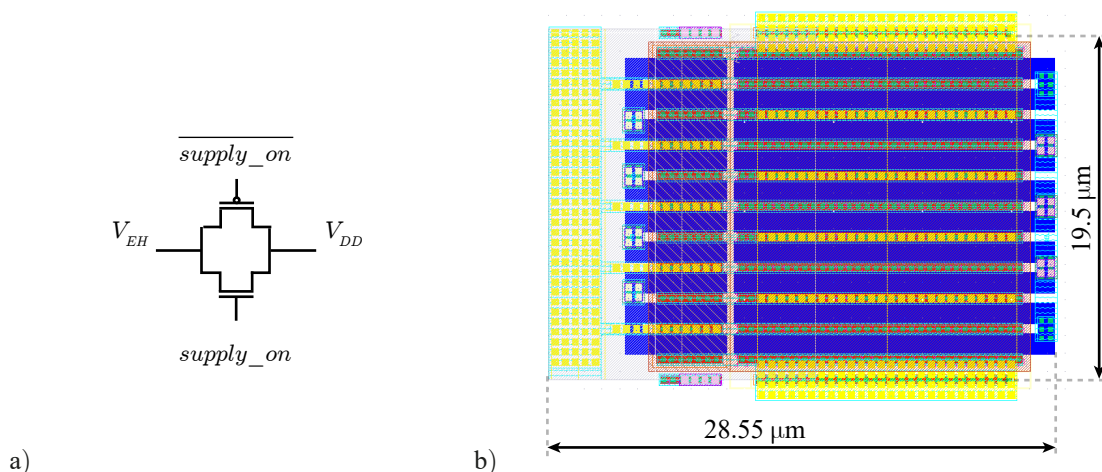 supply_on
V_EH
V_DD
supply_on
a)
19.5 μm
28.55 μm
b)